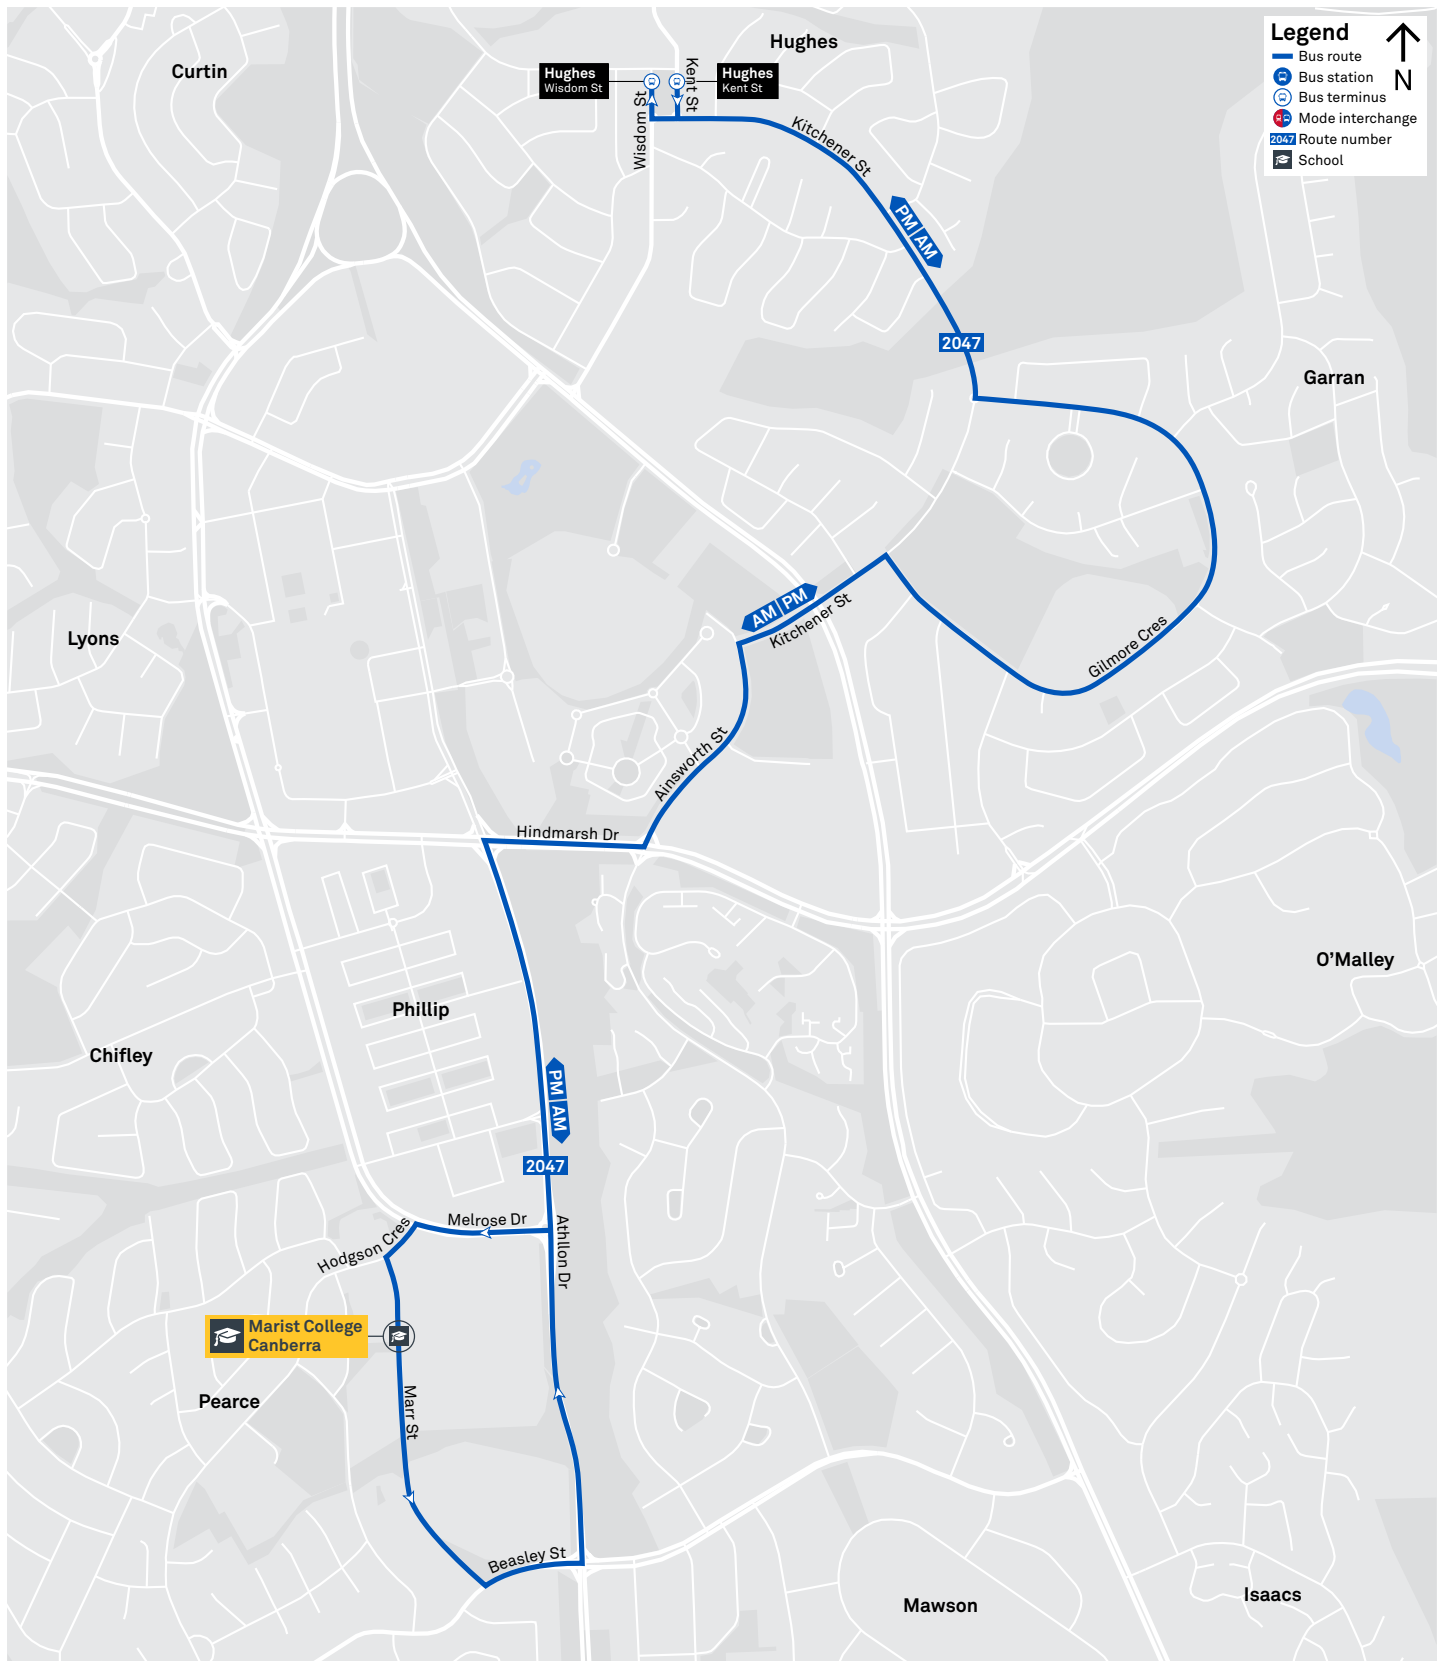 Hughes
Curtin
Hughes
Wisdom St
Hughes
Kent St
Kent St
Wisdom St
Kitchener St
Legend
Bus route
Bus station
Bus terminus
Mode interchange
2047 Route number
School
N
PM AM
2047
Garran
AM PM
Kitchener St
Lyons
Gilmore Cres
Ainsworth St
Hindmarsh Dr
O'Malley
Phillip
Chifley
PM AM
2047
Melrose Dr
Athllon Dr
Hodgson Cres
Marist College
Canberra
Pearce
Marr St
Beasley St
Mawson
Isaacs